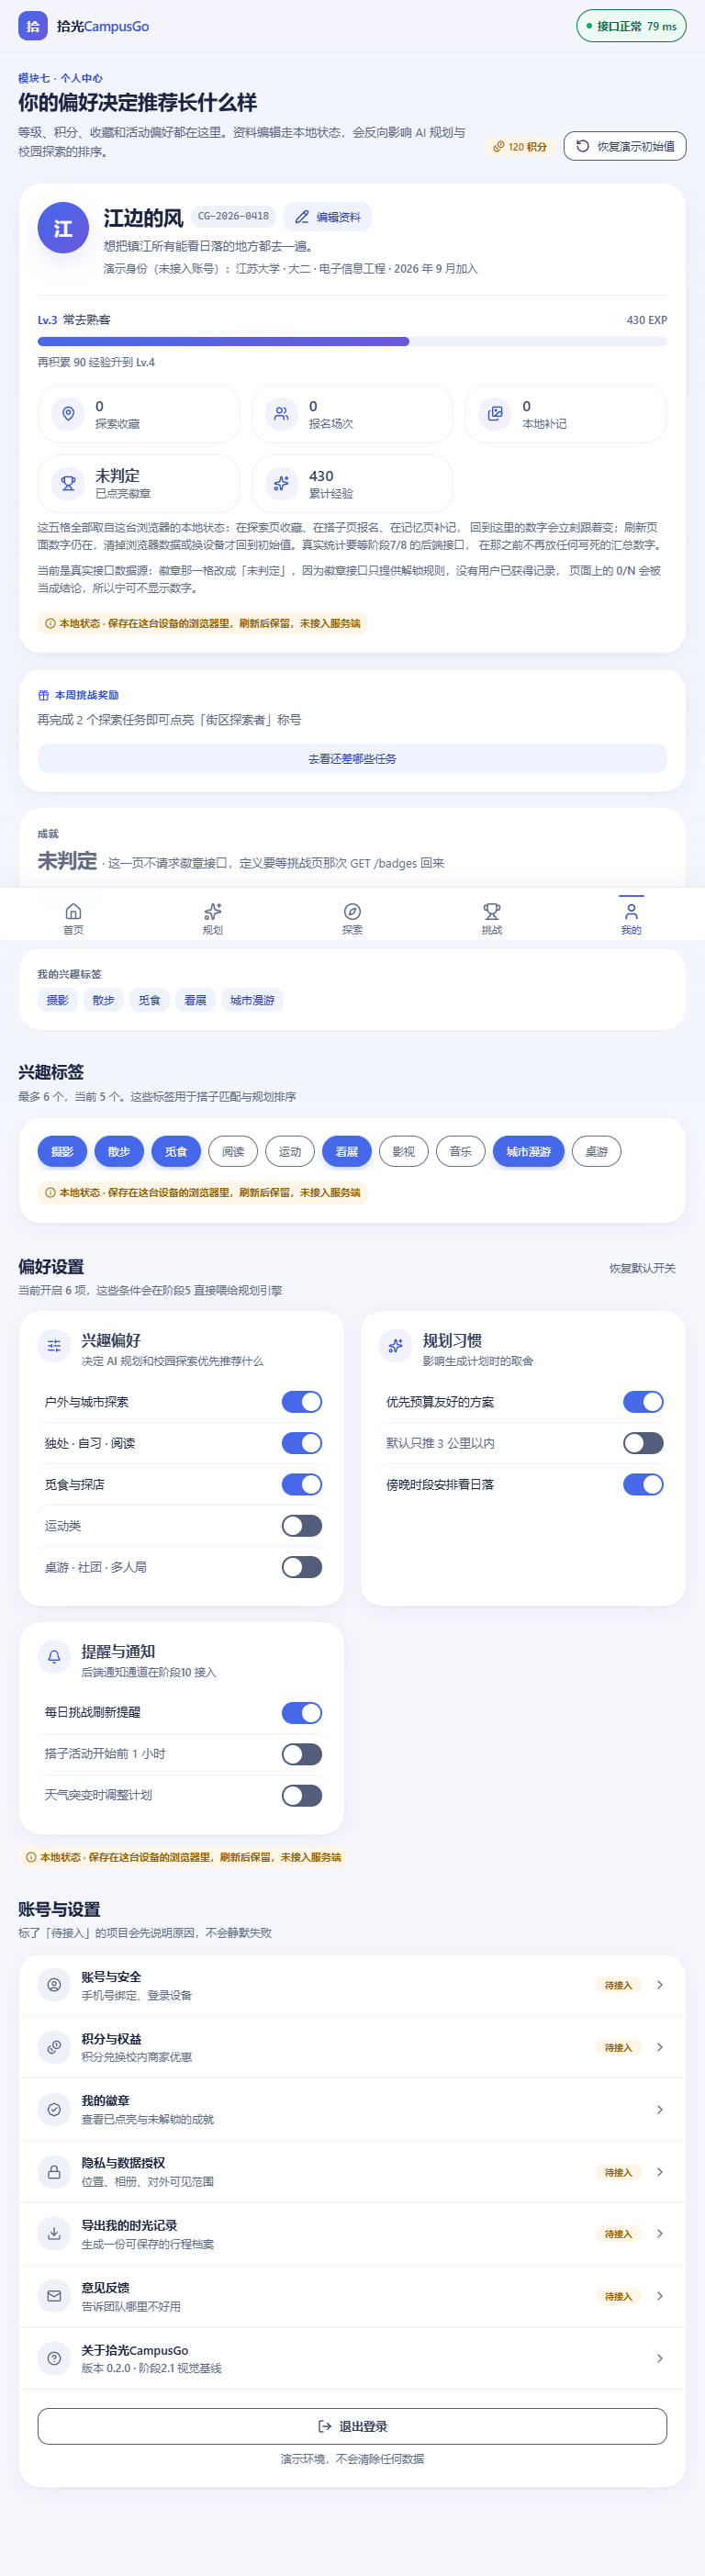 拾 拾光CampusGo
接口正常 79 ms
模块七 · 个人中心
你的偏好决定推荐长什么样
等级、积分、收藏和活动偏好都在这里。资料编辑走本地状态，会反向影响 AI 规划与
校园探索的排序。
120 积分
恢复演示初始值
江
江边的风 CG-2026-0418 编辑资料
想把镇江所有能看日落的地方都去一遍。
演示身份（未接入账号）：江苏大学 · 大二 · 电子信息工程 · 2026 年 9 月加入
Lv.3 常去熟客
430 EXP
再积累 90 经验升到 Lv.4
0
探索收藏
0
报名场次
0
本地补记
未判定
已点亮徽章
430
累计经验
这五格全部取自这台浏览器的本地状态：在探索页收藏、在搭子页报名、在记忆页补记， 回到这里的数字会立刻跟着变；刷新页
面数字仍在，清掉浏览器数据或换设备才回到初始值。真实统计要等阶段7/8 的后端接口， 在那之前不再放任何写死的汇总数字。
当前是真实接口数据源：徽章那一格改成「未判定」，因为徽章接口只提供解锁规则，没有用户已获得记录， 页面上的 0/N 会被
当成结论，所以宁可不显示数字。
本地状态 · 保存在这台设备的浏览器里，刷新后保留，未接入服务端
本周挑战奖励
再完成 2 个探索任务即可点亮「街区探索者」称号
去看还差哪些任务
成就
未判定 · 这一页不请求徽章接口，定义要等挑战页那次 GET /badges 回来
首页
规划
探索
挑战
我的
我的兴趣标签
摄影 散步 觅食 看展 城市漫游
兴趣标签
最多 6 个，当前 5 个。这些标签用于搭子匹配与规划排序
摄影 散步 觅食 阅读 运动 看展 影视 音乐 城市漫游 桌游
本地状态 · 保存在这台设备的浏览器里，刷新后保留，未接入服务端
偏好设置
恢复默认开关
当前开启 6 项，这些条件会在阶段5 直接喂给规划引擎
兴趣偏好
决定 AI 规划和校园探索优先推荐什么
户外与城市探索
独处 · 自习 · 阅读
觅食与探店
运动类
桌游 · 社团 · 多人局
规划习惯
影响生成计划时的取舍
优先预算友好的方案
默认只推 3 公里以内
傍晚时段安排看日落
提醒与通知
后端通知通道在阶段10 接入
每日挑战刷新提醒
搭子活动开始前 1 小时
天气突变时调整计划
本地状态 · 保存在这台设备的浏览器里，刷新后保留，未接入服务端
账号与设置
标了「待接入」的项目会先说明原因，不会静默失败
账号与安全
手机号绑定、登录设备
待接入
积分与权益
积分兑换校内商家优惠
待接入
我的徽章
查看已点亮与未解锁的成就
隐私与数据授权
位置、相册、对外可见范围
待接入
导出我的时光记录
生成一份可保存的行程档案
待接入
意见反馈
告诉团队哪里不好用
待接入
关于拾光CampusGo
版本 0.2.0 · 阶段2.1 视觉基线
退出登录
演示环境，不会清除任何数据